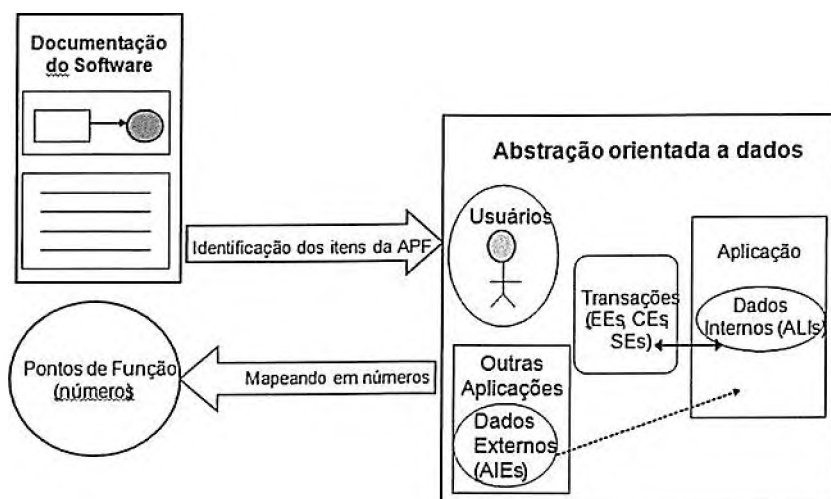 Documentação
do Software
Identificação dos itens da APF
Pontos de Função
(números)
Mapeando em números
Abstração orientada a dados
Usuários
Transações
(EEs, CEs,
SEs)
Aplicação
Dados
Internos (ALIs)
Outras
Aplicações
Dados
Externos
(AIEs)